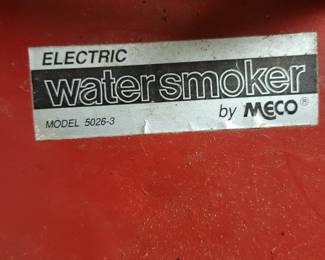 ELECTRIC
water smoker
by MECO®
MODEL 5026-3